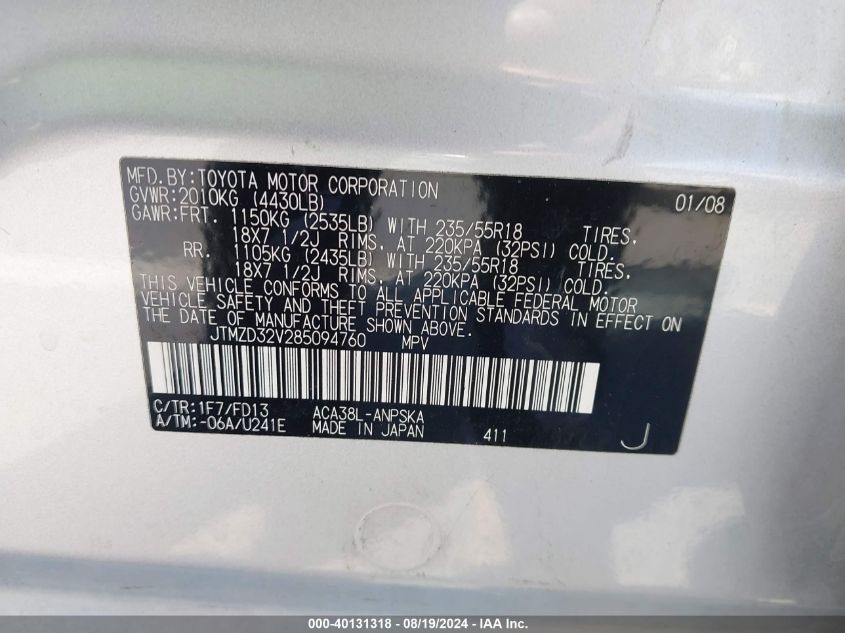 MFD.BY:TOYOTA MOTOR CORPORATION 01/08
GVWR:2010KG (4430LB)
GAWR:FRT. 1150KG (2535LB) WITH 235/55R18 TIRES,
18X7 1/2J RIMS, AT 220KPA (32PSI) COLD.
RR. 1105KG (2435LB) WITH 235/55R18 TIRES,
18X7 1/2J RIMS, AT 220KPA (32PSI) COLD.
THIS VEHICLE CONFORMS TO ALL APPLICABLE FEDERAL MOTOR
VEHICLE SAFETY AND THEFT PREVENTION STANDARDS IN EFFECT ON
THE DATE OF MANUFACTURE SHOWN ABOVE.
JTMZD32V285094760 MPV
C/TR:1F7/FD13 ACA38L-ANPSKA
A/TM:-06A/U241E MADE IN JAPAN 411 J
000-40131318 - 08/19/2024 - IAA Inc.